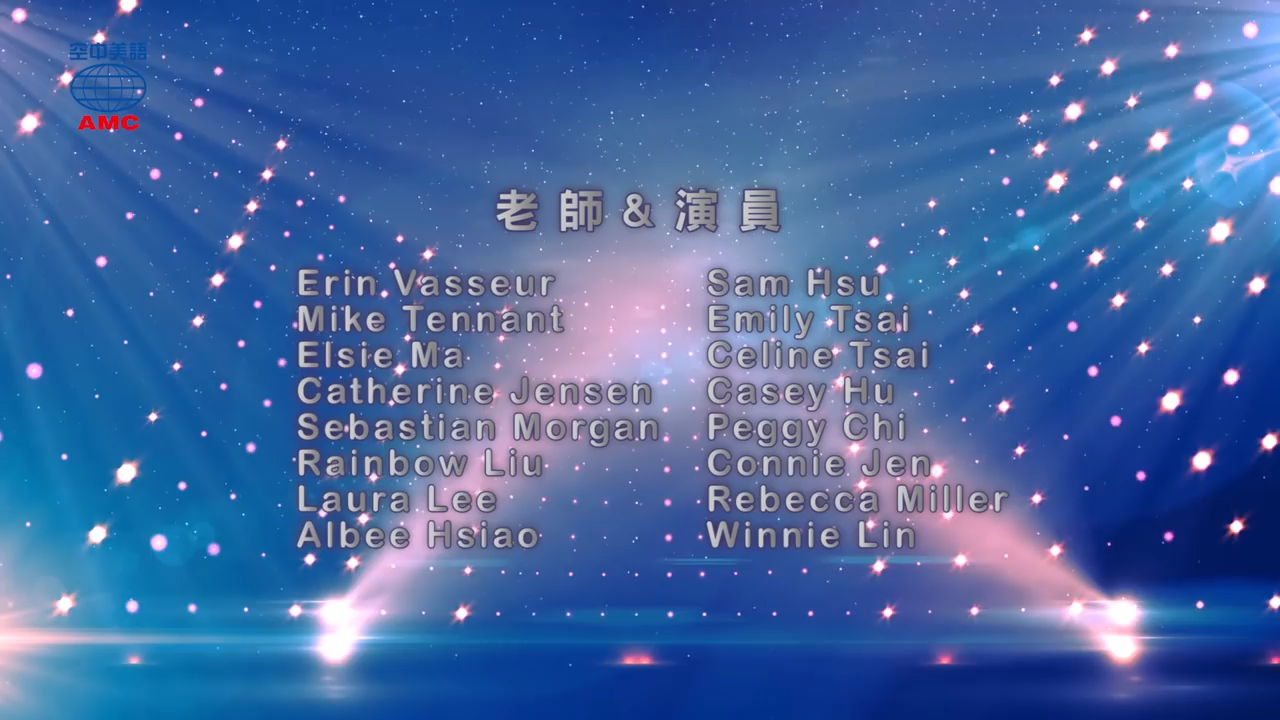 空中美語
AMC
老師&演員
Erin Vasseur
Mike Tennant
Elsie Ma
Catherine Jensen
Sebastian Morgan
Rainbow Liu
Laura Lee
Albee Hsiao
Sam Hsu
Emily Tsai
Celine Tsai
Casey Hu
Peggy Chi
Connie Jen
Rebecca Miller
Winnie Lin